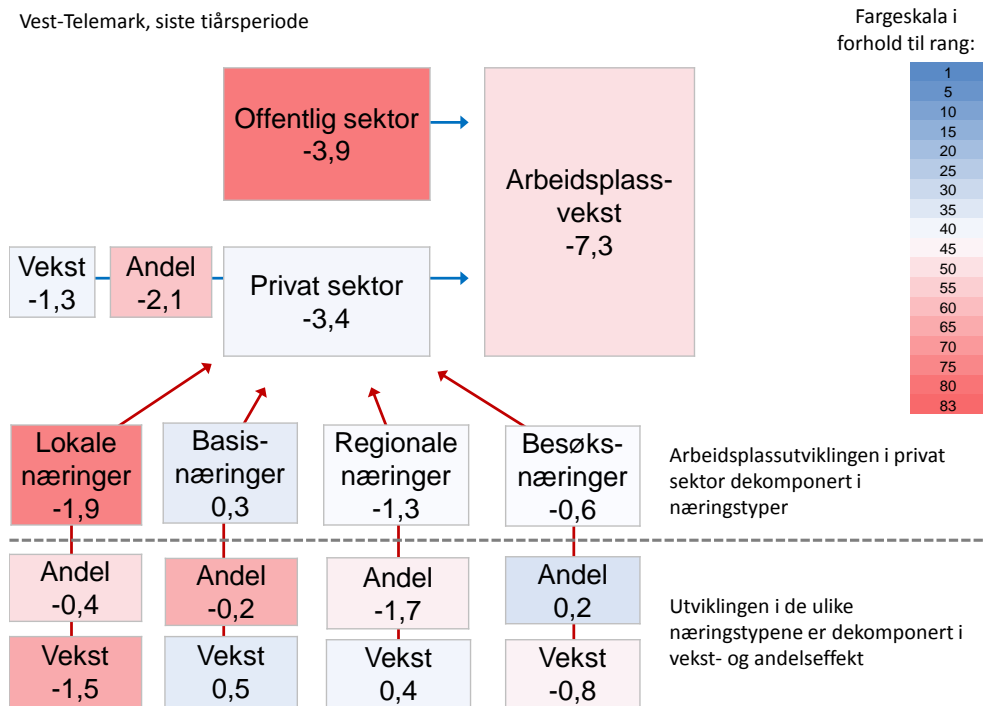 Vest-Telemark, siste tiårsperiode
Fargeskala i
forhold til rang:
1
5
10
15
20
25
30
35
40
45
50
55
60
65
70
75
80
83
Offentlig sektor
-3,9
Arbeidsplass-
vekst
-7,3
Vekst
-1,3
Andel
-2,1
Privat sektor
-3,4
Lokale
næringer
-1,9
Basis-
næringer
0,3
Regionale
næringer
-1,3
Besøks-
næringer
-0,6
Arbeidsplassutviklingen i privat
sektor dekomponert i
næringstyper
Andel
-0,4
Andel
-0,2
Andel
-1,7
Andel
0,2
Vekst
-1,5
Vekst
0,5
Vekst
0,4
Vekst
-0,8
Utviklingen i de ulike
næringstypene er dekomponert i
vekst- og andelseffekt